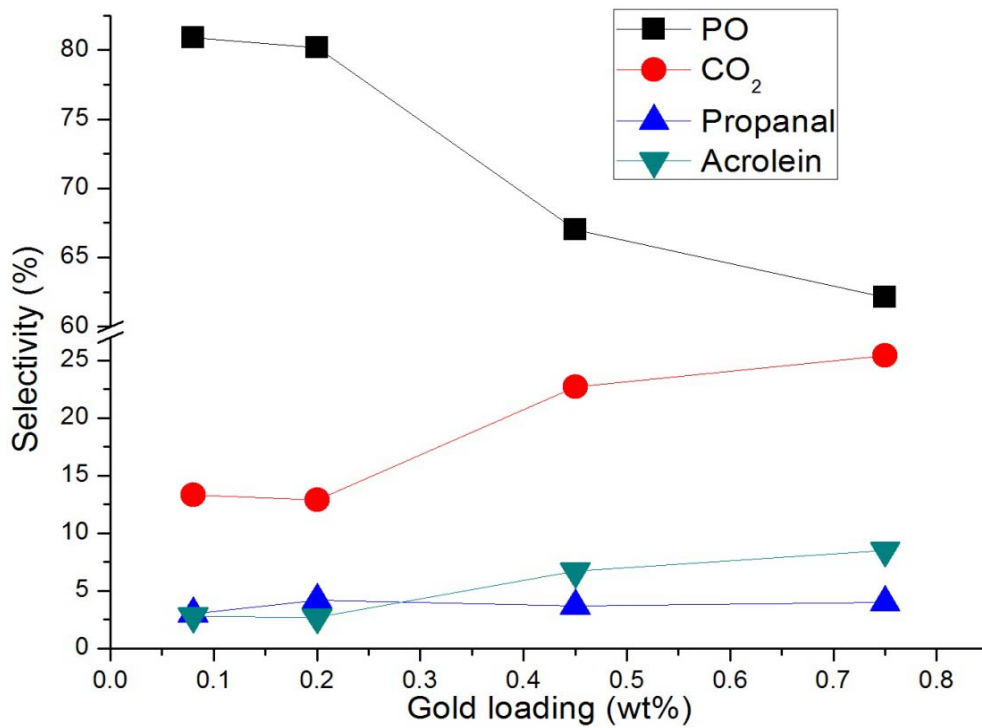 PO
CO₂
Propanal
Acrolein
80
75
70
65
60
25
20
15
10
5
0
Selectivity (%)
0.0 0.1 0.2 0.3 0.4 0.5 0.6 0.7 0.8
Gold loading (wt%)